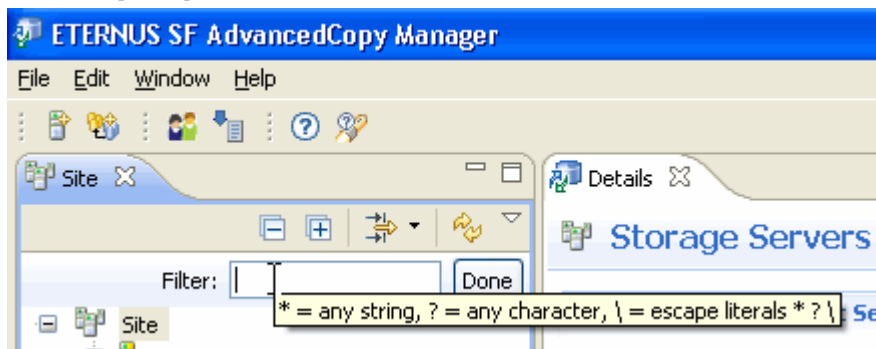 ETERNUS SF AdvancedCopy Manager
File Edit Window Help
Site
Details
Storage Servers
Filter:
Done
* = any string, ? = any character, \ = escape literals * ? \
Site